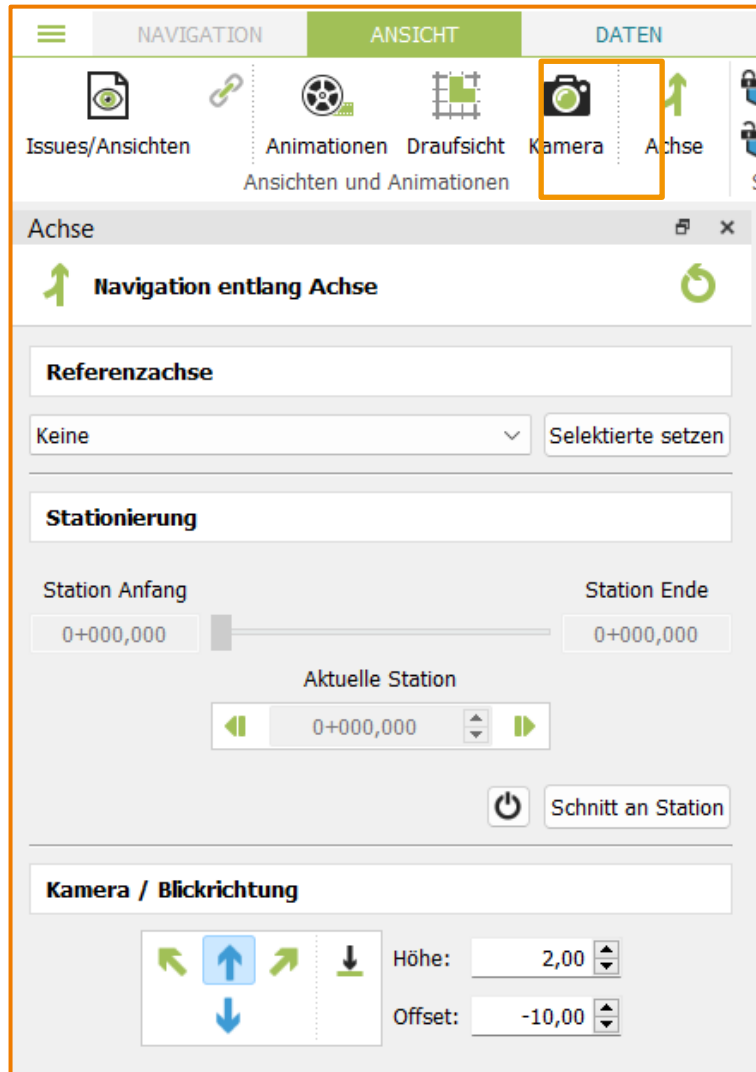 NAVIGATION ANSICHT DATEN
Issues/Ansichten Animationen Draufsicht Kamera Achse
Ansichten und Animationen
Achse
Navigation entlang Achse
Referenzachse
Keine Selektierte setzen
Stationierung
Station Anfang Station Ende
0+000,000 0+000,000
Aktuelle Station
0+000,000
Schnitt an Station
Kamera / Blickrichtung
Höhe: 2,00
Offset: -10,00